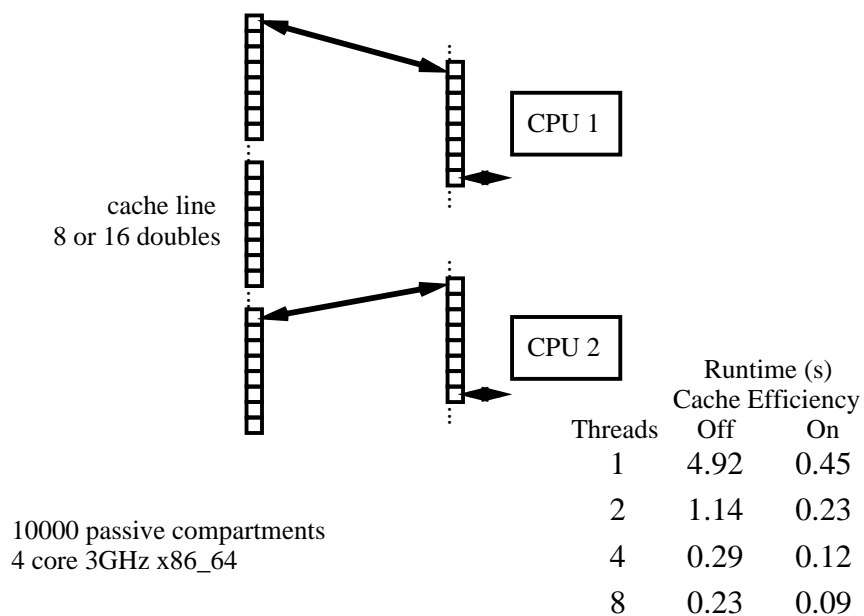 CPU 1
cache line
8 or 16 doubles
CPU 2
Runtime (s)
Cache Efficiency
Threads Off On
1 4.92 0.45
2 1.14 0.23
4 0.29 0.12
8 0.23 0.09
10000 passive compartments
4 core 3GHz x86_64